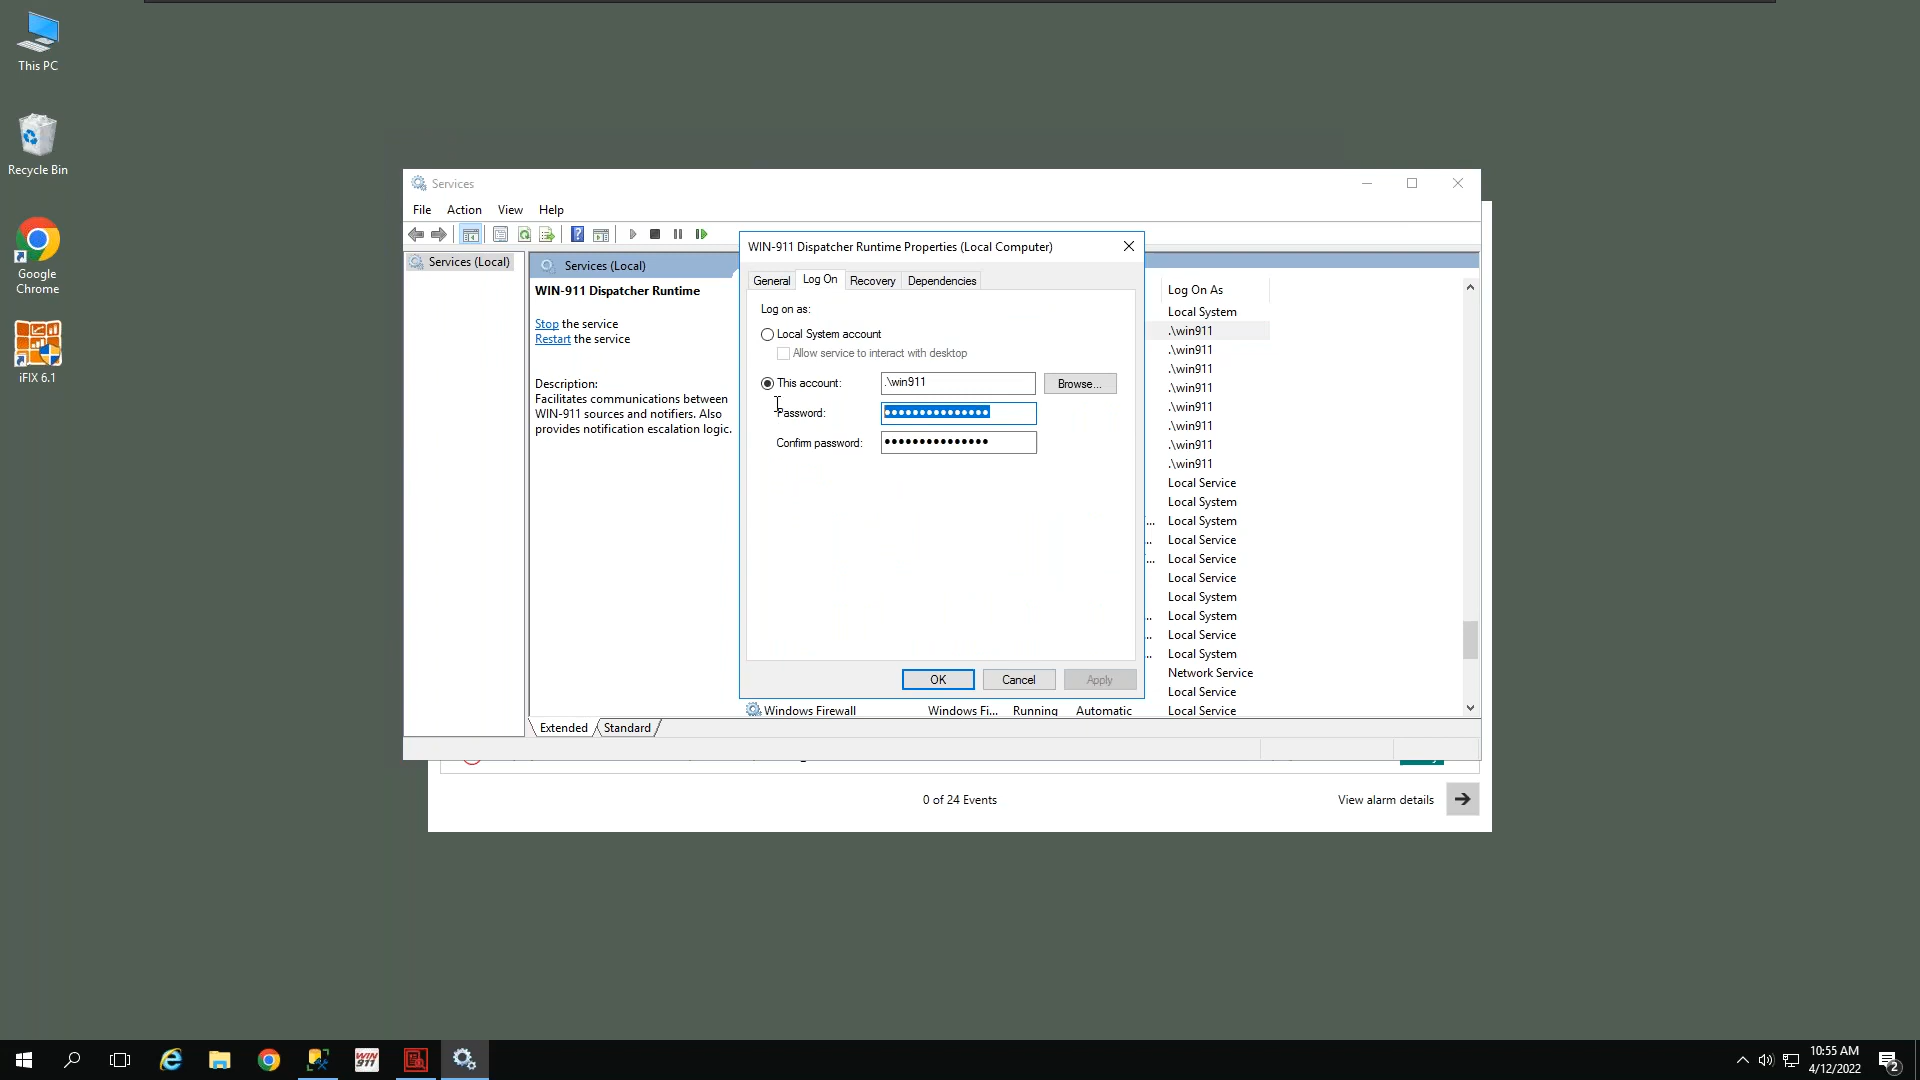 This PC
Recycle Bin
Google
Chrome
iFIX 6.1
Services
File Action View Help
Services (Local)
Services (Local)
WIN-911 Dispatcher Runtime
Stop the service
Restart the service
Description:
Facilitates communications between
WIN-911 sources and notifiers. Also
provides notification escalation logic.
WIN-911 Dispatcher Runtime Properties (Local Computer)
General Log On Recovery Dependencies
Log on as:
Local System account
Allow service to interact with desktop
This account: .\win911 Browse...
Password: •••••••••••••••
Confirm password: •••••••••••••••
OK Cancel Apply
Log On As
Local System
.\win911
.\win911
.\win911
.\win911
.\win911
.\win911
.\win911
.\win911
Local Service
Local System
... Local System
... Local Service
... Local Service
Local Service
Local System
... Local System
... Local Service
... Local System
Network Service
Local Service
Windows Firewall Windows Fi... Running Automatic Local Service
Extended Standard
0 of 24 Events
View alarm details
WIN
911
10:55 AM
4/12/2022
2